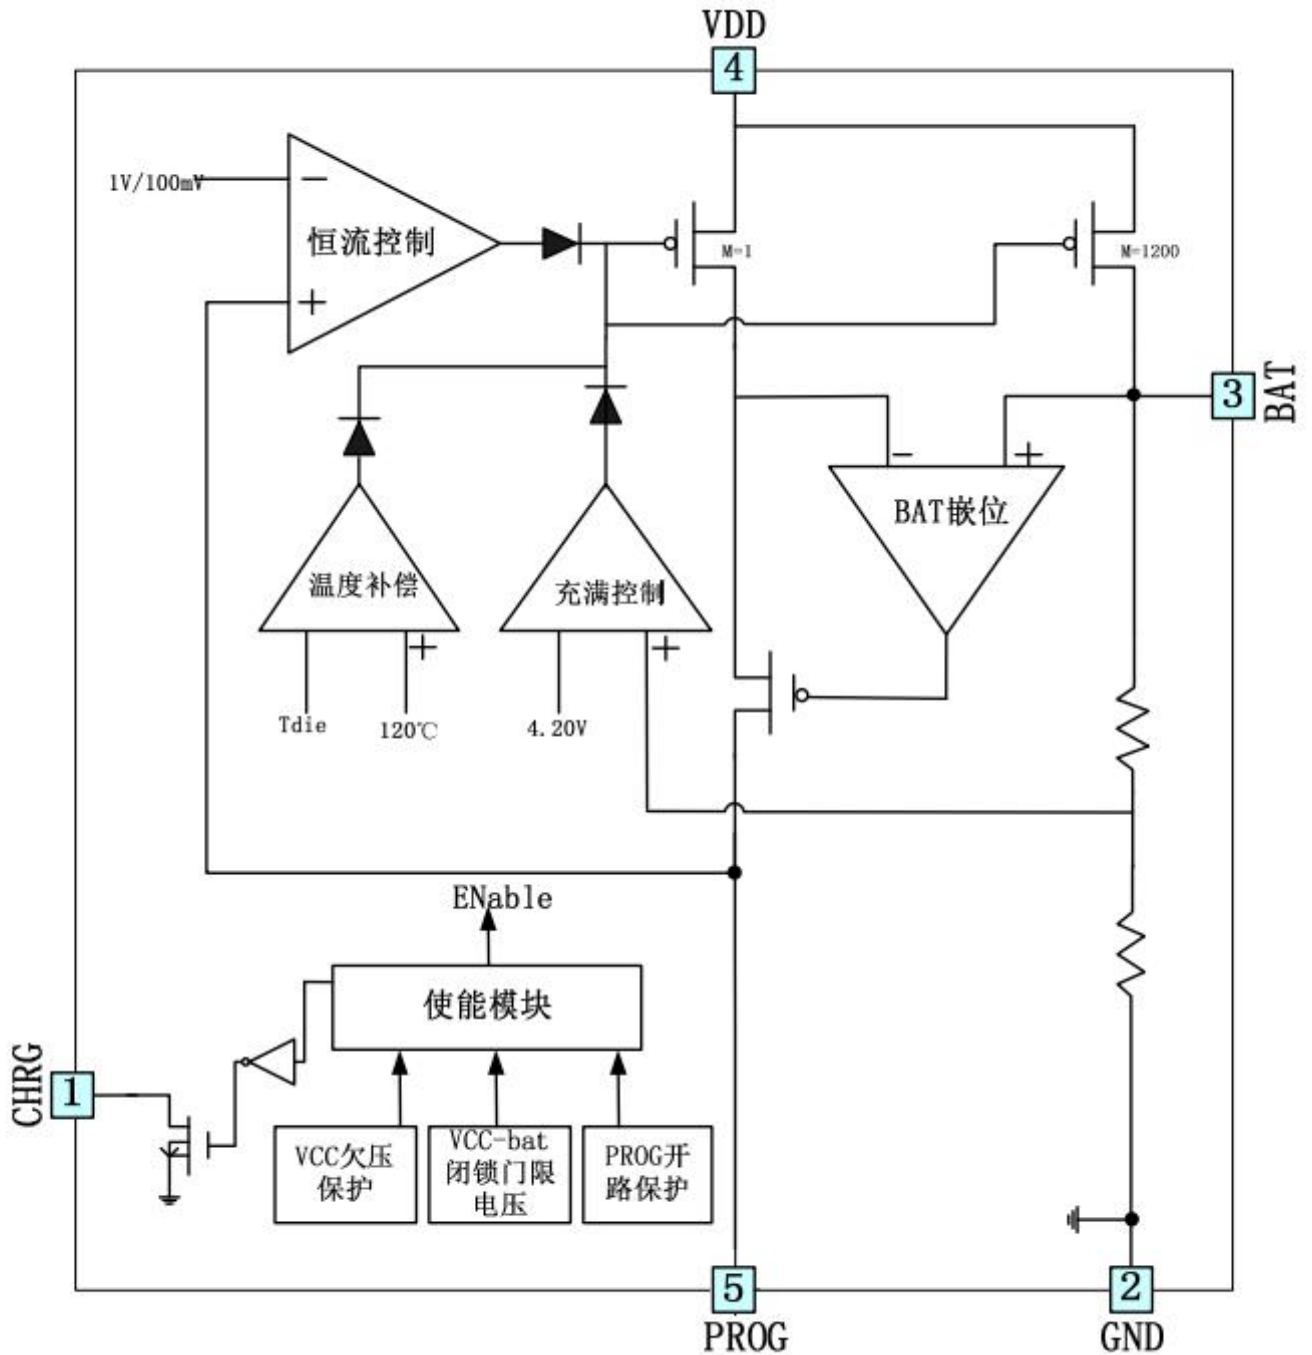 VDD
4
1V/100mV
−
恒流控制
+
M=1
M=1200
3
BAT
-
+
BAT嵌位
温度补偿
充满控制
+
+
Tdie
120℃
4.20V
ENable
使能模块
CHRG
1
VCC欠压
保护
VCC-bat
闭锁门限
电压
PROG开
路保护
5
2
PROG
GND